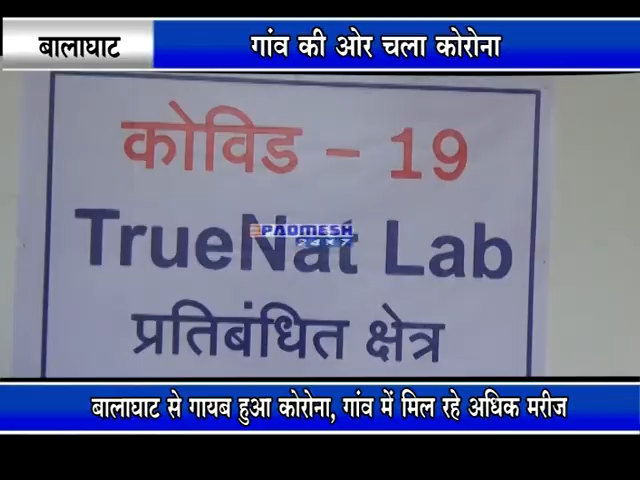 बालाघाट
गांव की ओर चला कोरोना
कोविड - 19
PADMESH
24X7
TrueNat Lab
प्रतिबंधित क्षेत्र
बालाघाट से गायब हुआ कोरोना, गांव में मिल रहे अधिक मरीज